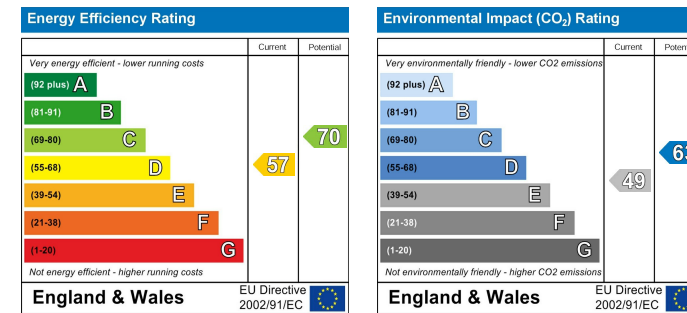 Energy Efficiency Rating
Current Potential
Very energy efficient - lower running costs
(92 plus) A
(81-91) B
(69-80) C
70
(55-68) D
57
(39-54) E
(21-38) F
(1-20) G
Not energy efficient - higher running costs
England & Wales
EU Directive
2002/91/EC
Environmental Impact (CO₂) Rating
Current
Very environmentally friendly - lower CO2 emissions
(92 plus) A
(81-91) B
(69-80) C
(55-68) D
49
(39-54) E
(21-38) F
(1-20) G
Not environmentally friendly - higher CO2 emissions
England & Wales
EU Directive
2002/91/EC